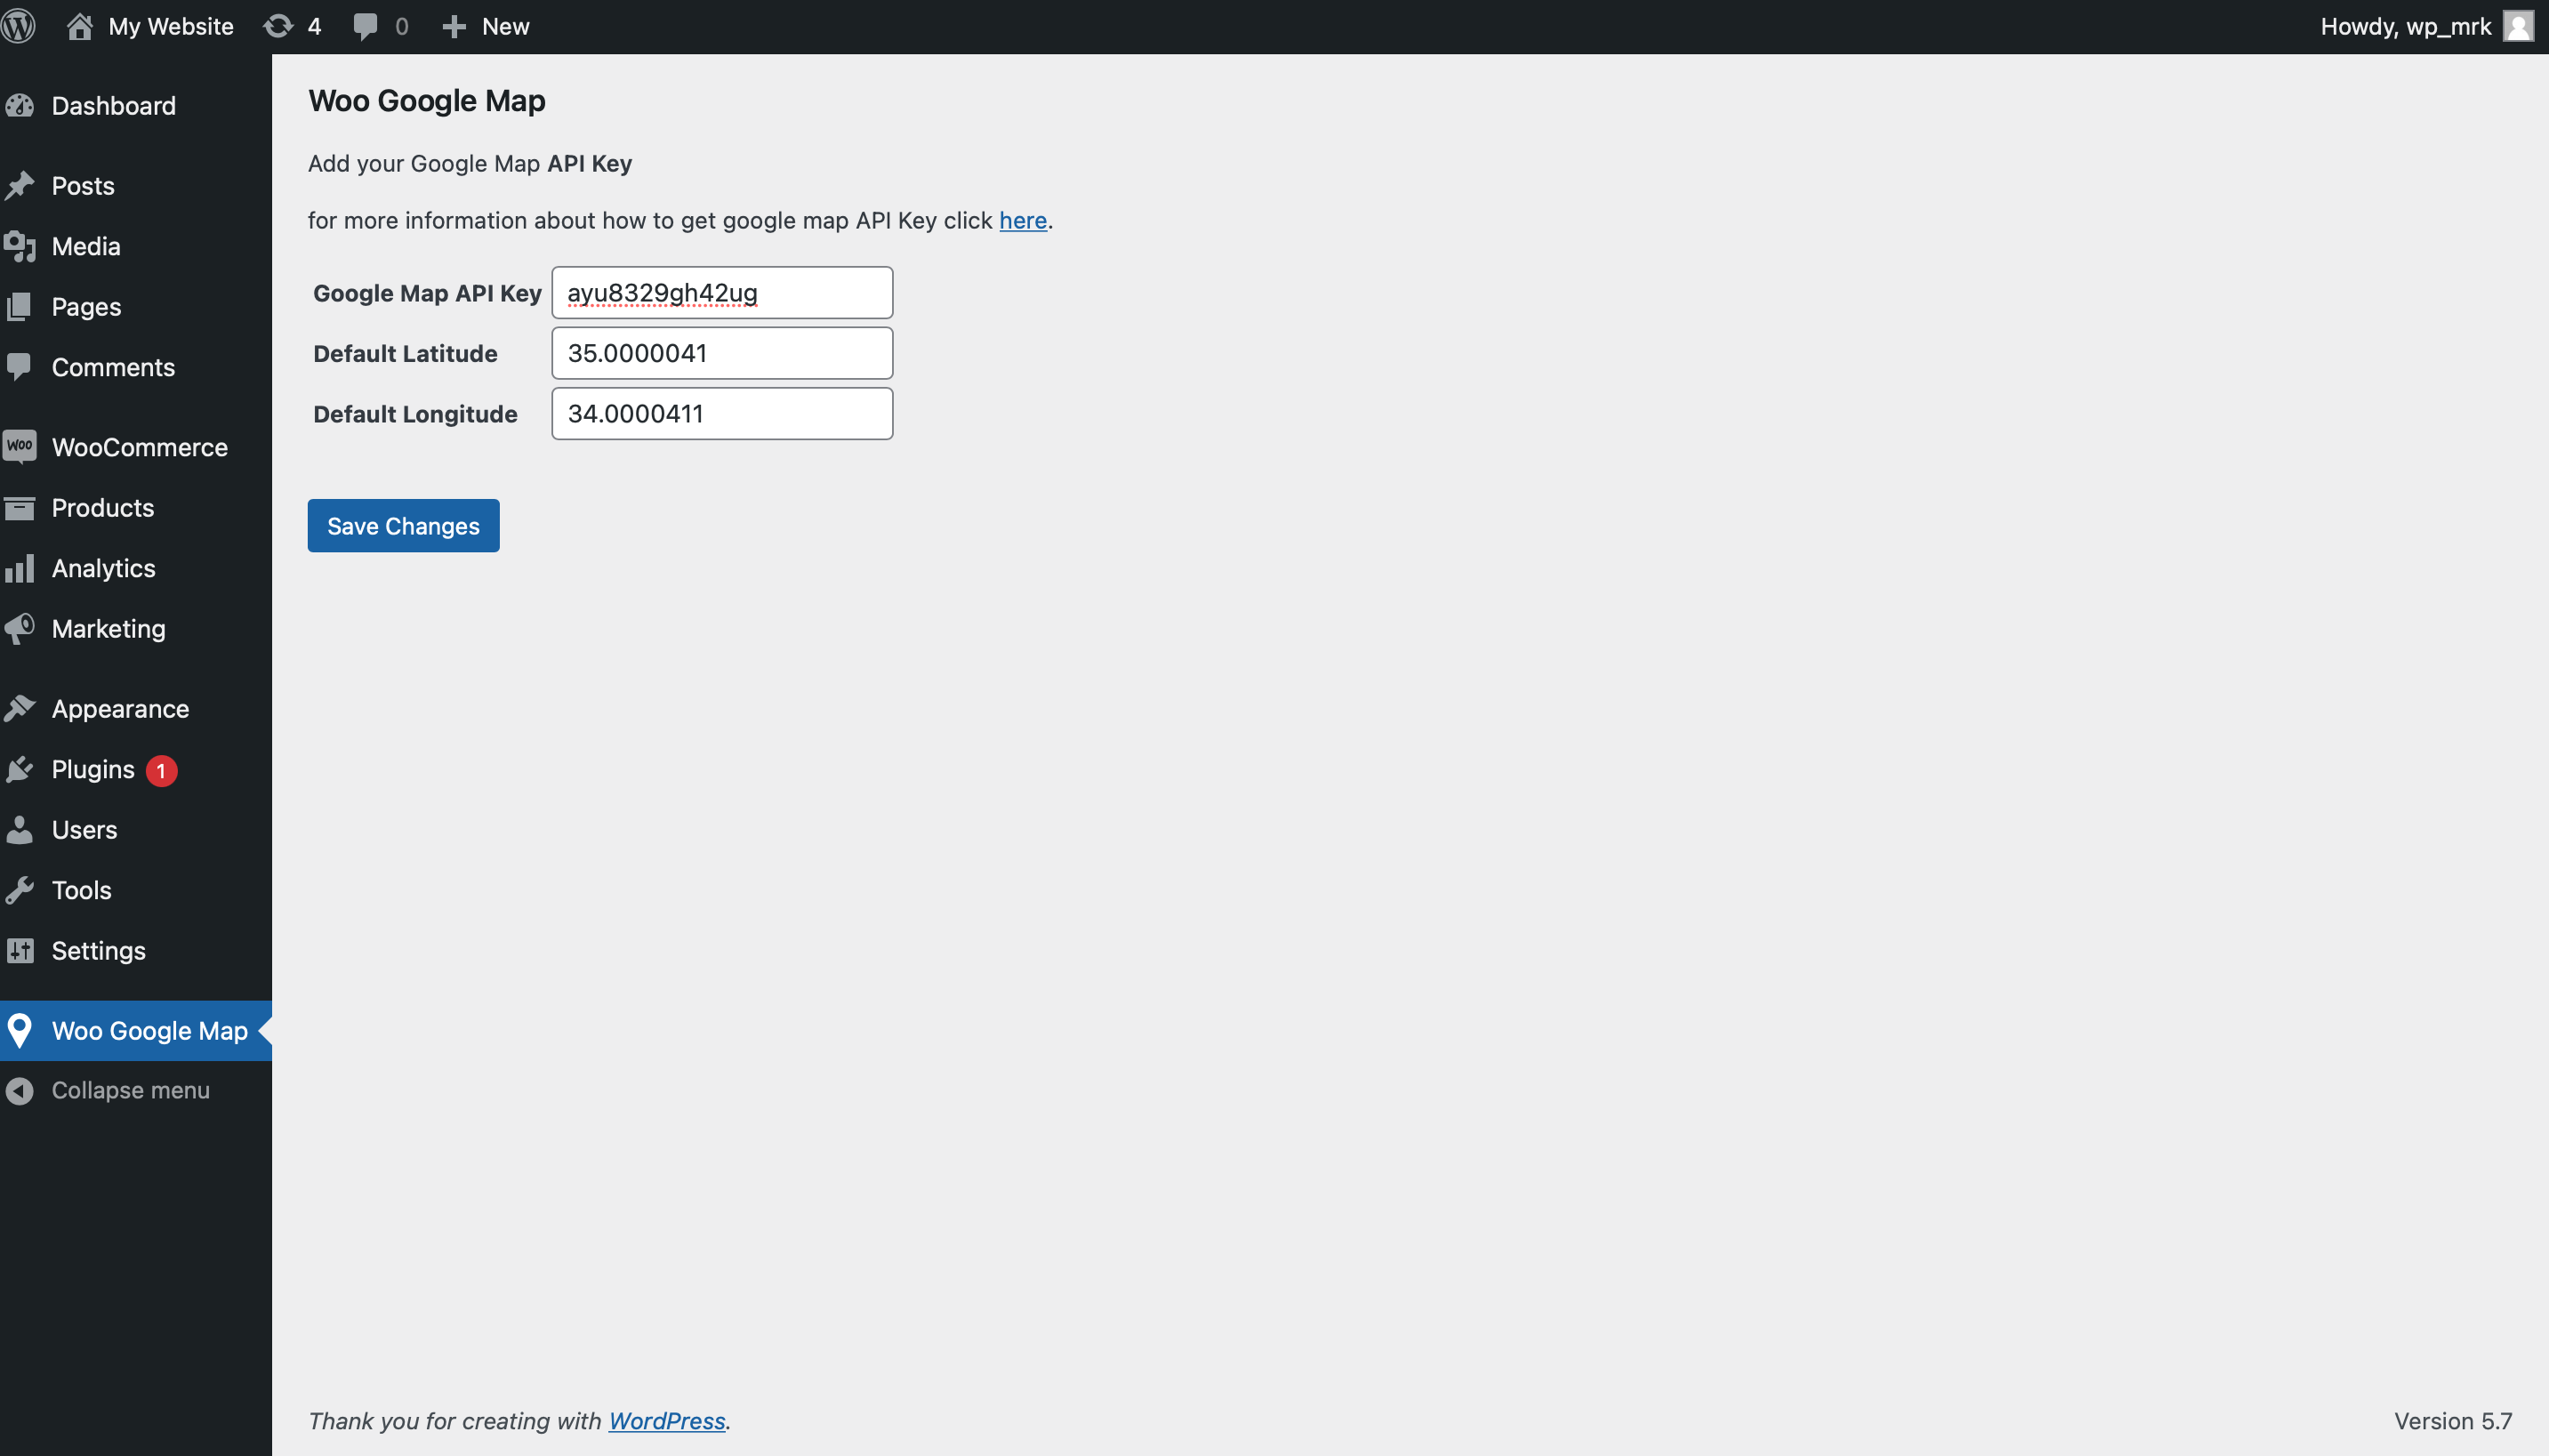 My Website 4 0 New Howdy, wp_mrk
Dashboard
Posts
Media
Pages
Comments
Woo WooCommerce
Products
Analytics
Marketing
Appearance
Plugins 1
Users
Tools
Settings
Woo Google Map
Collapse menu
Woo Google Map
Add your Google Map API Key
for more information about how to get google map API Key click here.
Google Map API Key ayu8329gh42ug
Default Latitude 35.0000041
Default Longitude 34.0000411
Save Changes
Thank you for creating with WordPress. Version 5.7